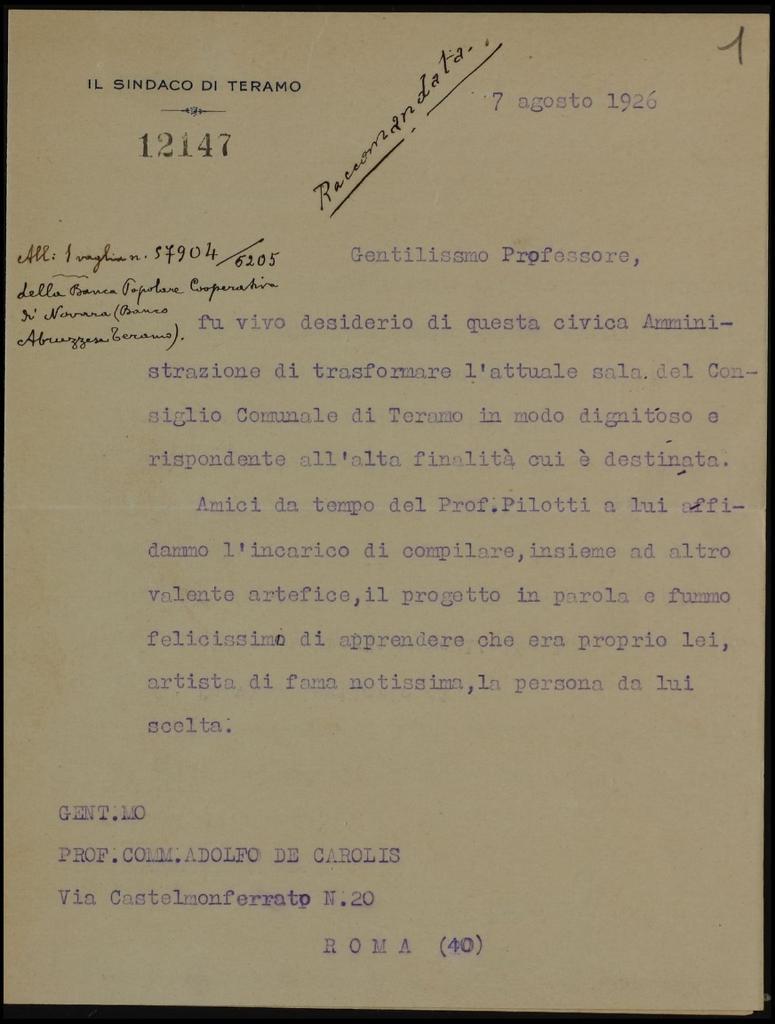 1
IL SINDACO DI TERAMO
Raccomandata.
7 agosto 1926
12147
All: 1 vaglia n. 57904/6205
della Banca Popolare Cooperativa
di Novara (Banco
Abruzzese Teramo).
Gentilissmo Professore,
fu vivo desiderio di questa civica Ammini-
strazione di trasformare l'attuale sala del Con-
siglio Comunale di Teramo in modo dignitoso e
rispondente all'alta finalità cui è destinata.
Amici da tempo del Prof.Pilotti a lui affi-
dammo l'incarico di compilare,insieme ad altro
valente artefice,il progetto in parola e fummo
felicissimi di apprendere che era proprio lei,
artista di fama notissima,la persona da lui
scelta.
GENT.MO
PROF.COMM.ADOLFO DE CAROLIS
Via Castelmonferrato N.20
ROMA (40)